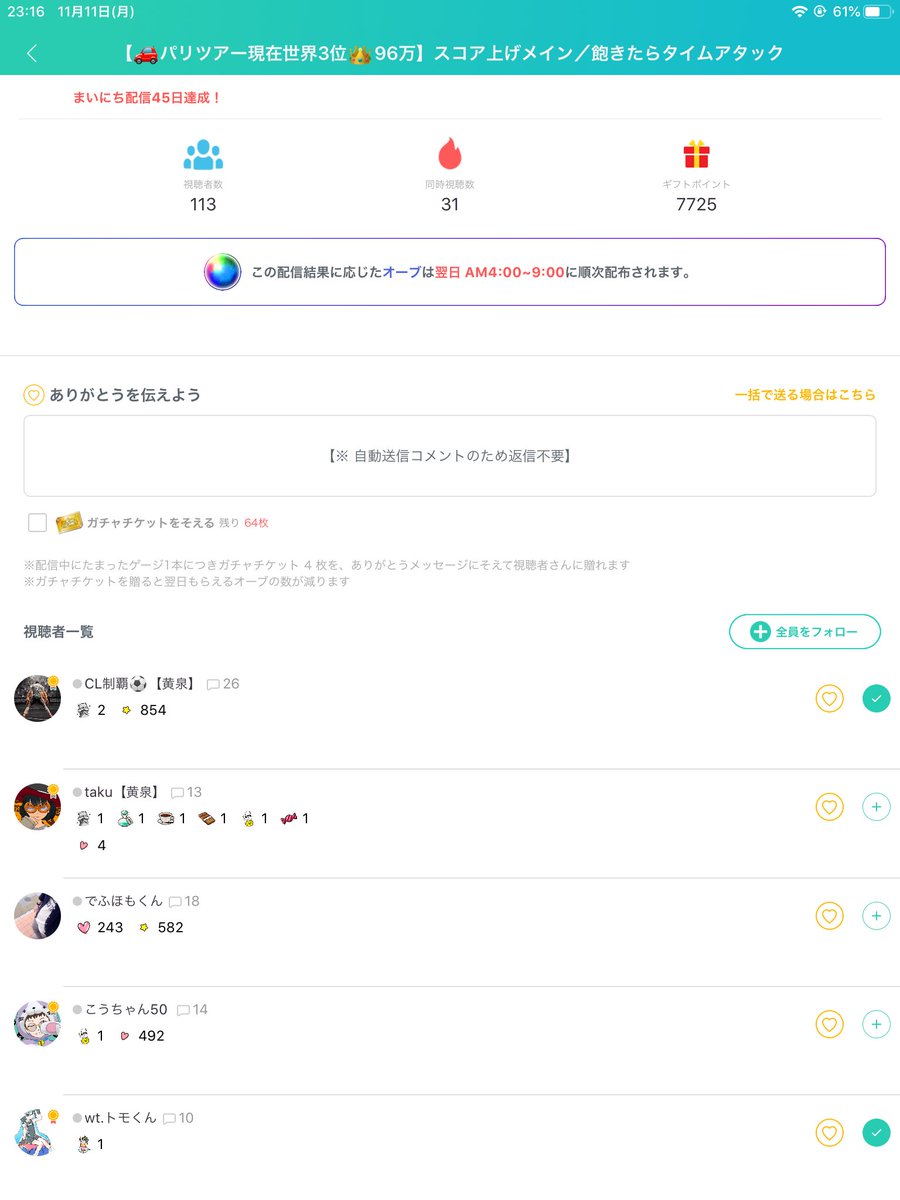 23:16 11月11日(月) 61%
【🚗パリツアー現在世界3位👑96万】スコア上げメイン／飽きたらタイムアタック
まいにち配信45日達成！
視聴者数 同時視聴数 ギフトポイント
113 31 7725
この配信結果に応じたオーブは翌日 AM4:00~9:00に順次配布されます。
ありがとうを伝えよう 一括で送る場合はこちら
【※ 自動送信コメントのため返信不要】
ガチャチケットをそえる 残り 64枚
※配信中にたまったゲージ1本につきガチャチケット 4 枚を、ありがとうメッセージにそえて視聴者さんに贈れます
※ガチャチケットを贈ると翌日もらえるオーブの数が減ります
視聴者一覧 全員をフォロー
CL制覇⚽【黄泉】 26
2 854
taku【黄泉】 13
1 1 1 1 1 1
4
でふほもくん 18
243 582
こうちゃん50 14
1 492
wt.トモくん 10
1